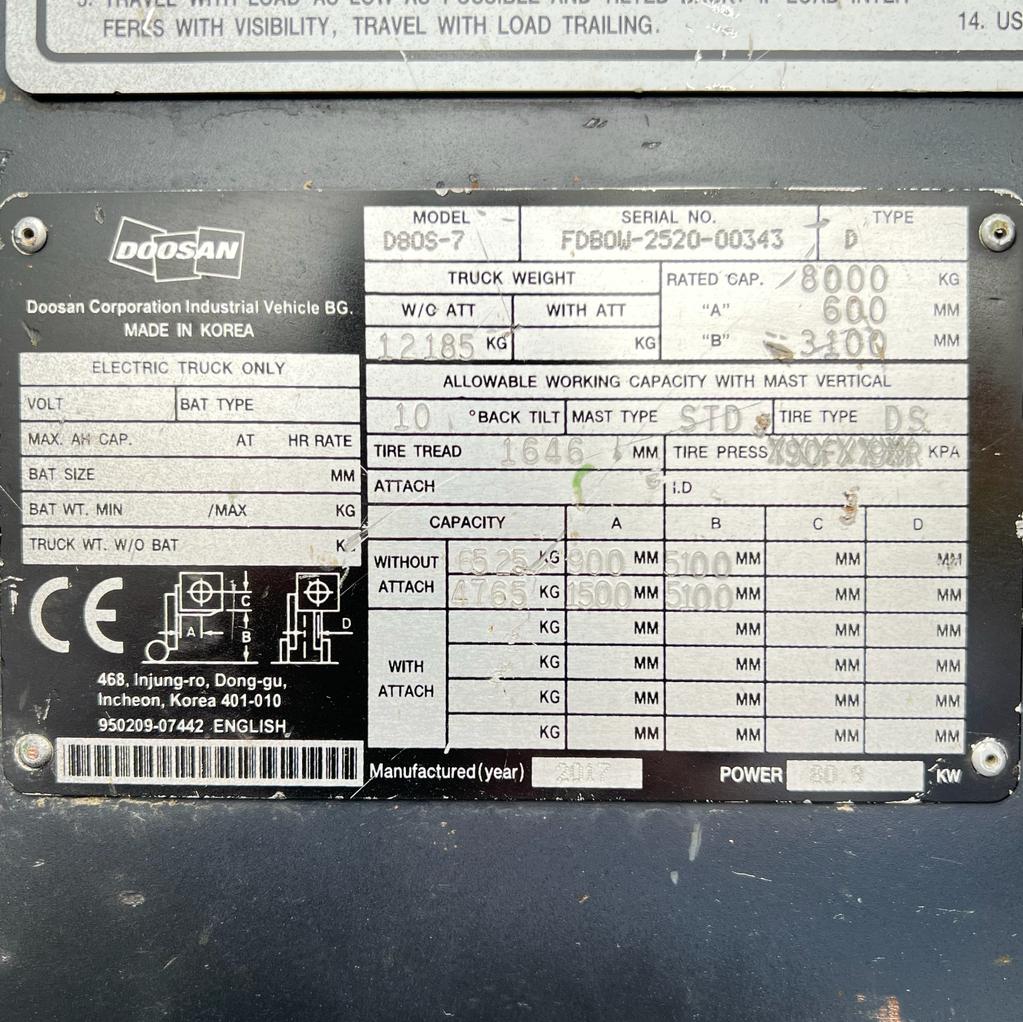 FERES WITH VISIBILITY, TRAVEL WITH LOAD TRAILING.
14. US
DOOSAN
Doosan Corporation Industrial Vehicle BG.
MADE IN KOREA
ELECTRIC TRUCK ONLY
VOLT BAT TYPE
MAX. AH CAP. AT HR RATE
BAT SIZE MM
BAT WT. MIN /MAX KG
TRUCK WT. W/O BAT
CE
C
A B D
468, Injung-ro, Dong-gu,
Incheon, Korea 401-010
950209-07442 ENGLISH
MODEL SERIAL NO. TYPE
D80S-7 FDB0W-2520-00343 D
TRUCK WEIGHT RATED CAP. 8000 KG
W/O ATT WITH ATT "A" 600 MM
12185 KG KG "B" 3100 MM
ALLOWABLE WORKING CAPACITY WITH MAST VERTICAL
10 °BACK TILT MAST TYPE STD TIRE TYPE DS
TIRE TREAD 1646 MM TIRE PRESS KPA
ATTACH I.D
CAPACITY A B C D
WITHOUT ATTACH
6525 KG 900 MM 5100 MM MM MM
4765 KG 1500 MM 5100 MM MM MM
WITH ATTACH
KG MM MM MM MM
KG MM MM MM MM
KG MM MM MM MM
KG MM MM MM MM
Manufactured (year) 2017 POWER 80.9 KW